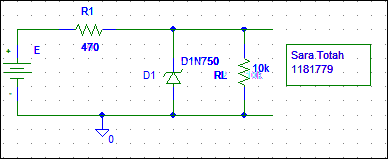 R1
470
E
+
-
D1N750
D1
RL
10k
0
Sara Totah
1181779